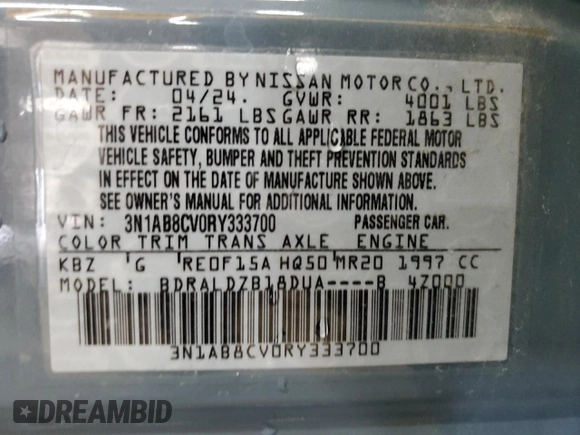 MANUFACTURED BY NISSAN MOTOR CO., LTD.
DATE: 04/24. GVWR: 4001 LBS
GAWR FR: 2161 LBS GAWR RR: 1863 LBS
THIS VEHICLE CONFORMS TO ALL APPLICABLE FEDERAL MOTOR
VEHICLE SAFETY, BUMPER AND THEFT PREVENTION STANDARDS
IN EFFECT ON THE DATE OF MANUFACTURE SHOWN ABOVE.
SEE OWNER'S MANUAL FOR ADDITIONAL INFORMATION.
VIN: 3N1AB8CV0RY333700 PASSENGER CAR.
COLOR TRIM TRANS AXLE ENGINE
KBZ G RE0F15A HQ50 MR20 1997 CC
MODEL: BDRALDZB18DUA----B 4Z000
3N1AB8CV0RY333700
DREAMBID